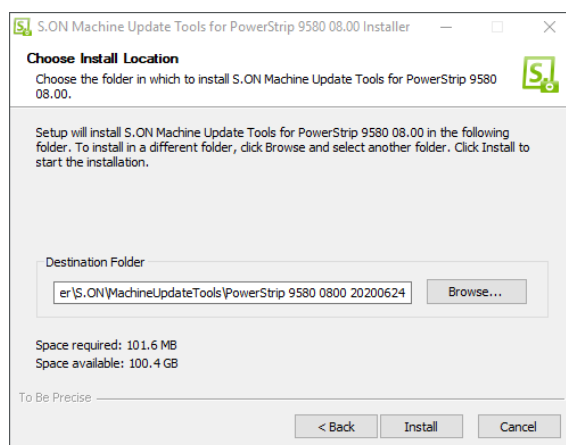 S.ON Machine Update Tools for PowerStrip 9580 08.00 Installer
Choose Install Location
Choose the folder in which to install S.ON Machine Update Tools for PowerStrip 9580
08.00.
S.
Setup will install S.ON Machine Update Tools for PowerStrip 9580 08.00 in the following
folder. To install in a different folder, click Browse and select another folder. Click Install to
start the installation.
Destination Folder
er\S.ON\MachineUpdateTools\PowerStrip 9580 0800 20200624
Browse...
Space required: 101.6 MB
Space available: 100.4 GB
To Be Precise
< Back
Install
Cancel